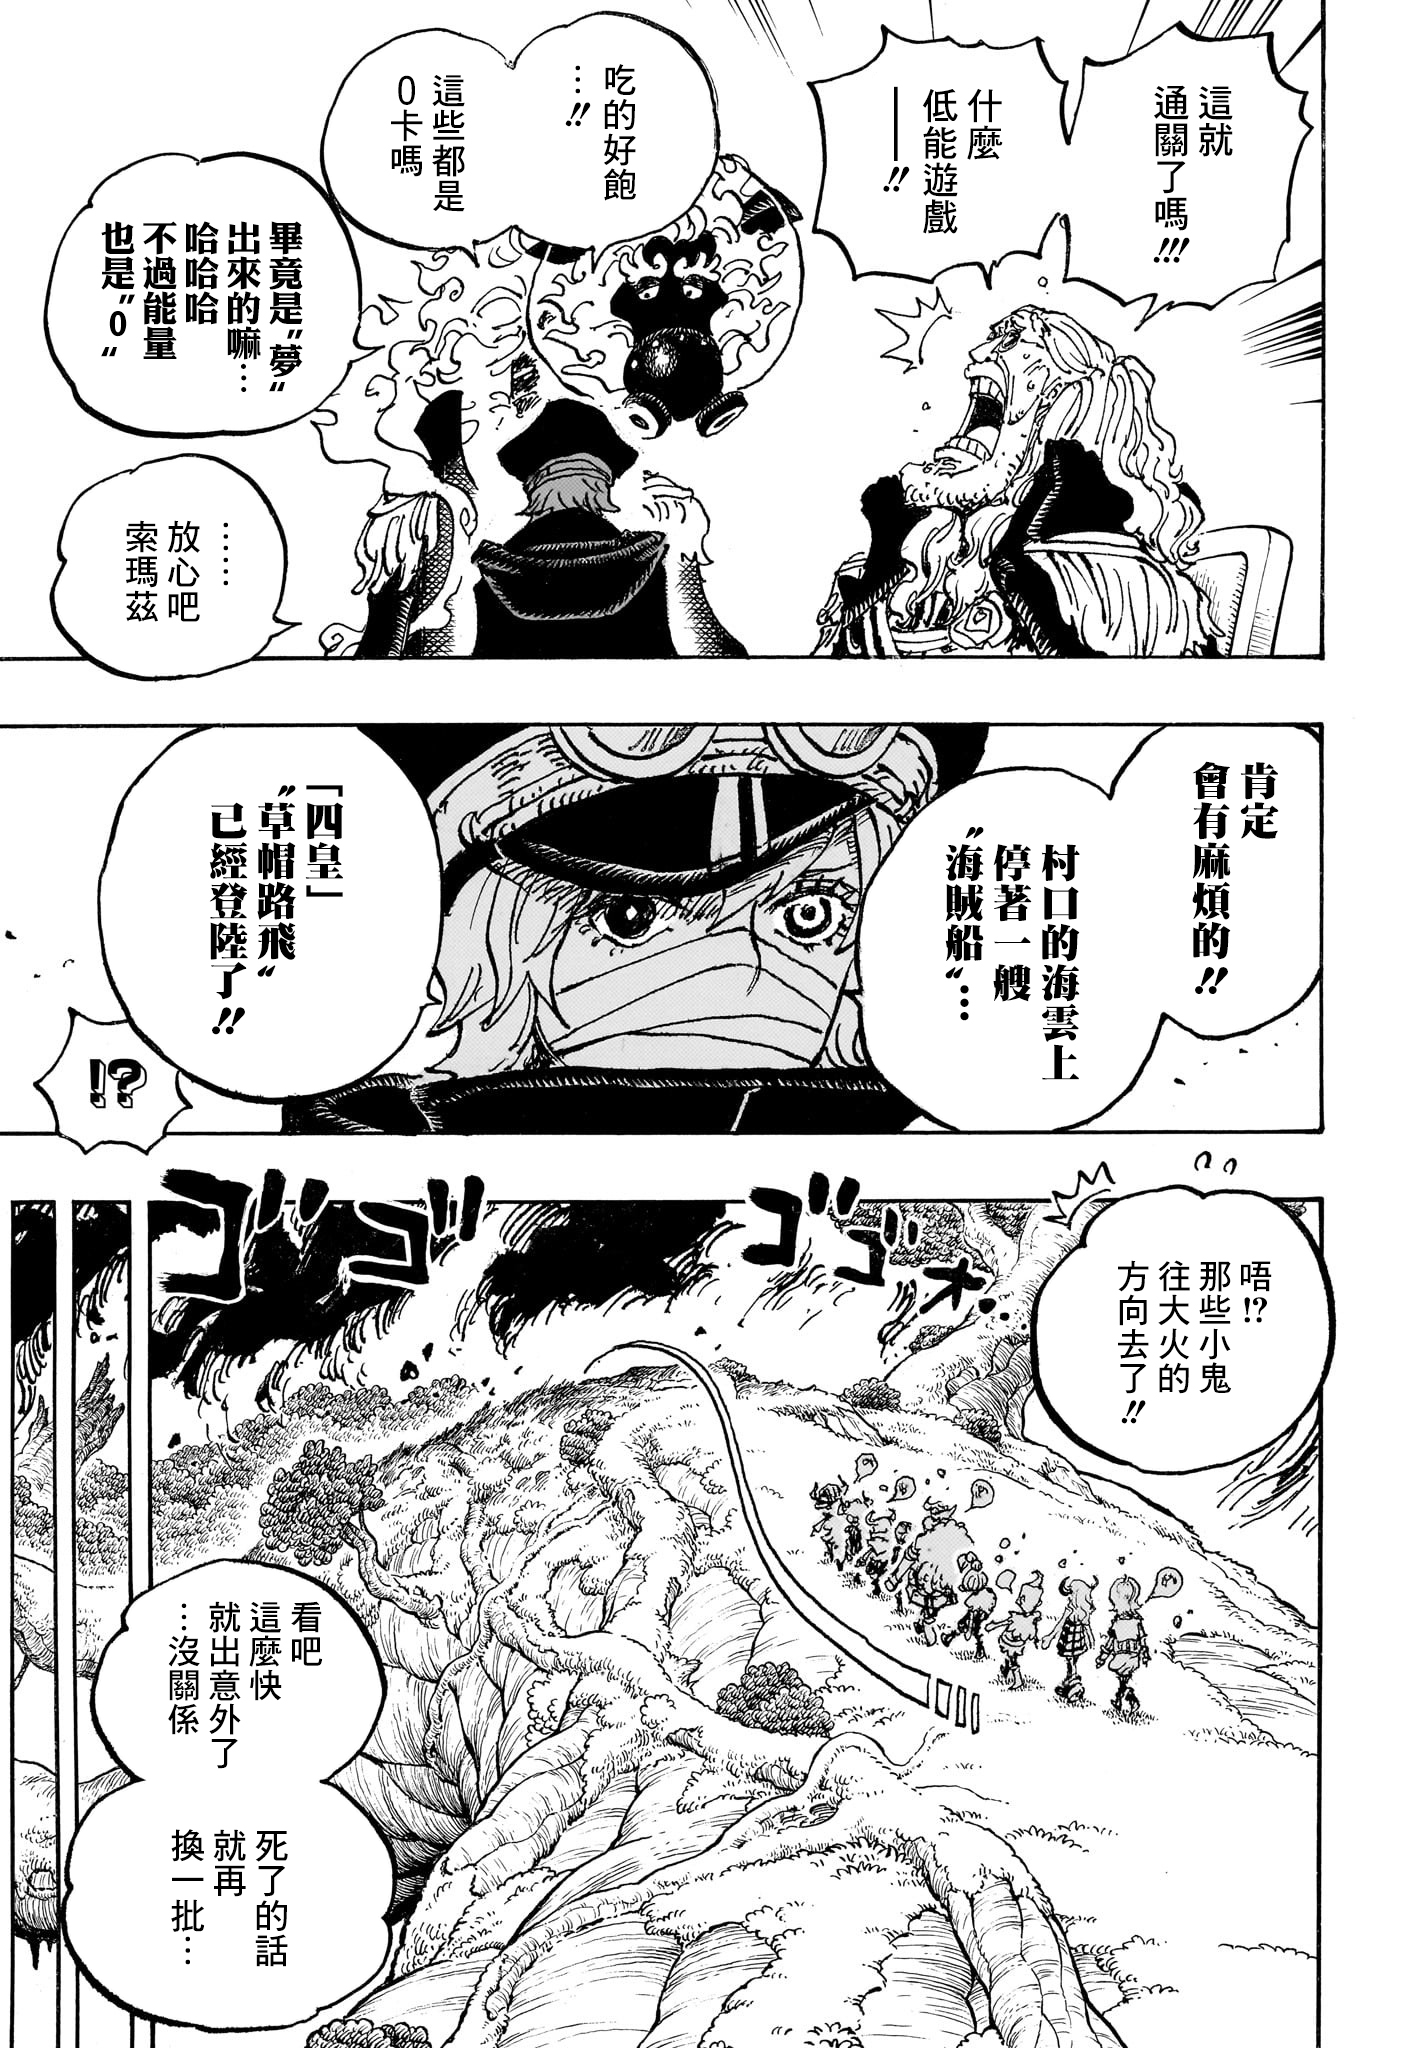 這就
通關了嗎!!!
什麼
低能遊戲
──!!
吃的好飽
…!!
這些都是
0卡嗎
畢竟是〝夢〞
出來的嘛…
哈哈哈
不過能量
也是〝0〞
……
放心吧
索瑪茲
肯定
會有麻煩的!!
村口的海雲上
停著一艘
〝海賊船〞…
「四皇」
〝草帽路飛〞
已經登陸了!!
!?
唔!?
那些小鬼
往大火的
方向去了!!
ゴゴ
ゴゴ
オ…
看吧
這麼快
就出意外了
…沒關係
死了的話
就再
換一批…